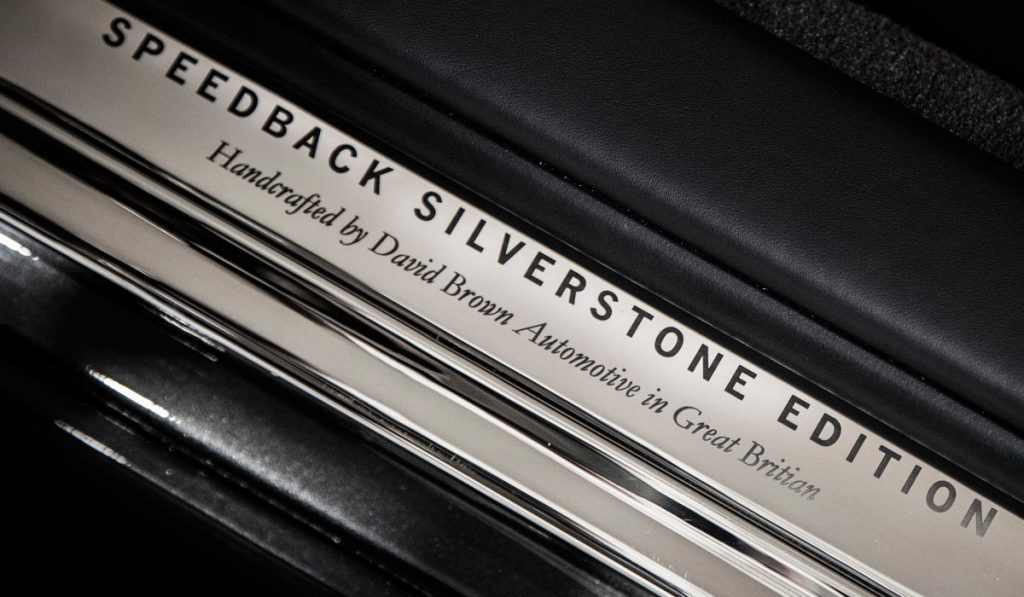 SPEEDBACK SILVERSTONE EDITION
Handcrafted by David Brown Automotive in Great Britian